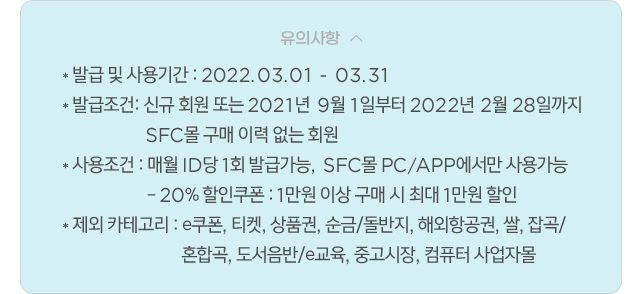 유의사항
* 발급 및 사용기간 : 2022.03.01 - 03.31
* 발급조건: 신규 회원 또는 2021년 9월 1일부터 2022년 2월 28일까지
SFC몰 구매 이력 없는 회원
* 사용조건 : 매월 ID당 1회 발급가능, SFC몰 PC/APP에서만 사용가능
- 20% 할인쿠폰 : 1만원 이상 구매 시 최대 1만원 할인
* 제외 카테고리 : e쿠폰, 티켓, 상품권, 순금/돌반지, 해외항공권, 쌀, 잡곡/
혼합곡, 도서음반/e교육, 중고시장, 컴퓨터 사업자몰